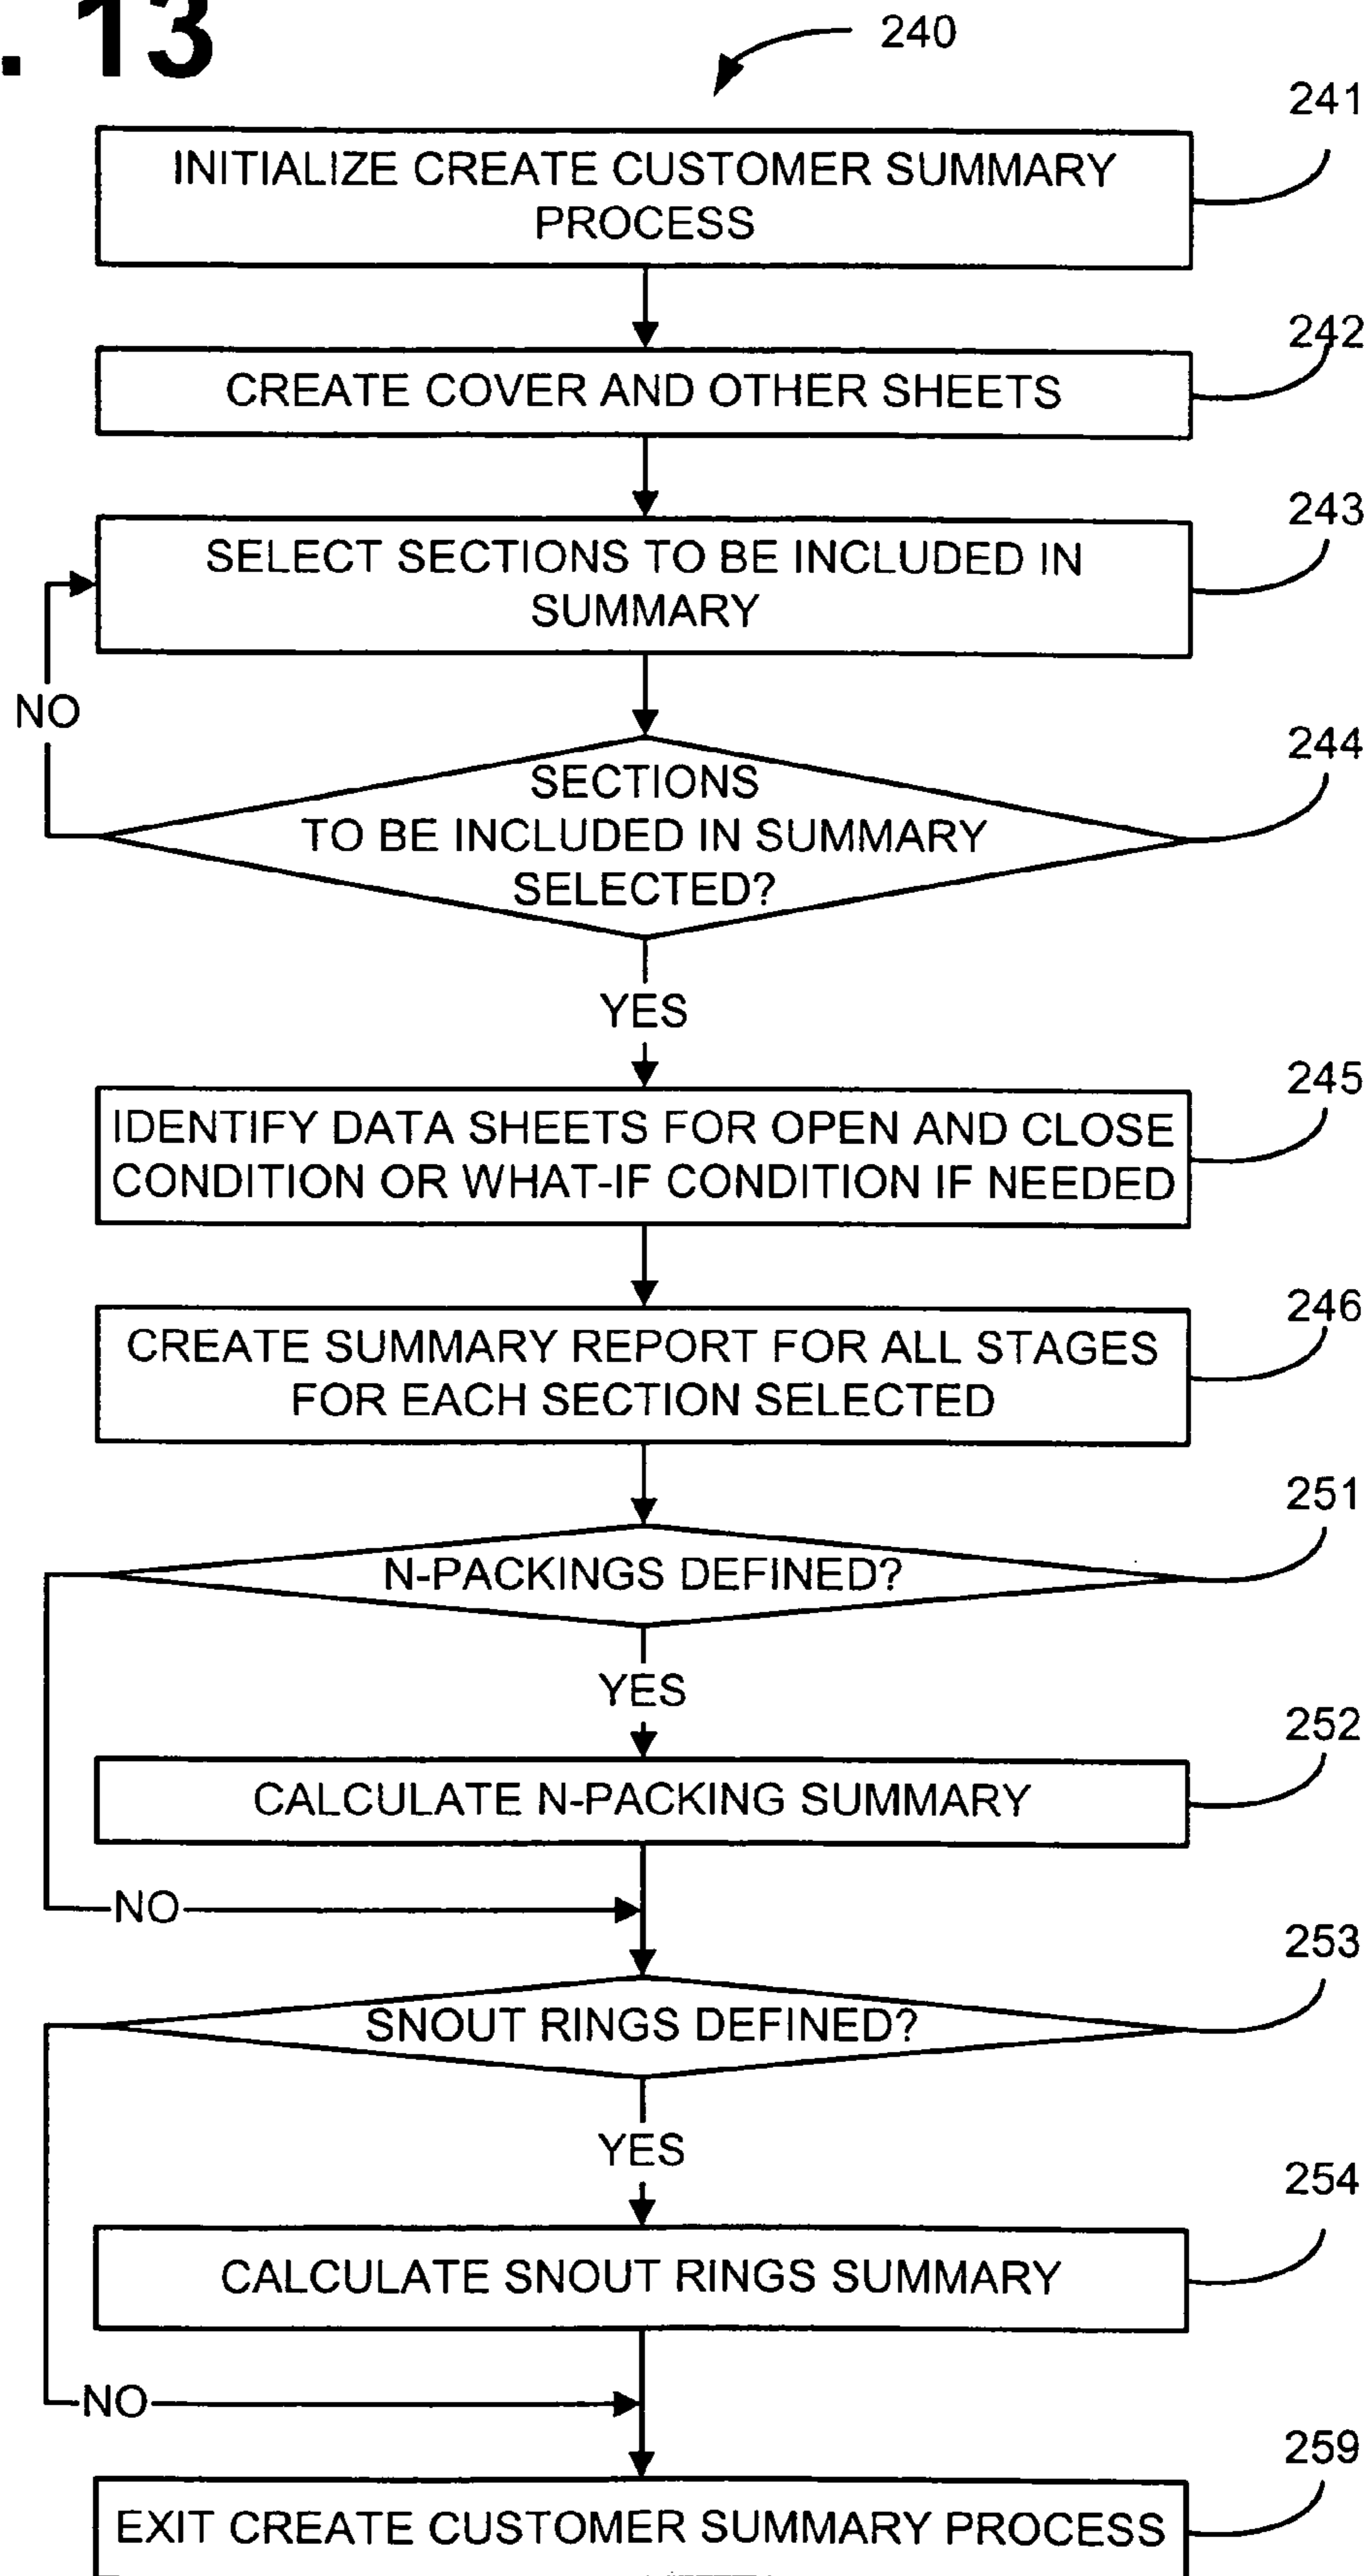 . 13
240
241
INITIALIZE CREATE CUSTOMER SUMMARY
PROCESS
242
CREATE COVER AND OTHER SHEETS
243
SELECT SECTIONS TO BE INCLUDED IN
SUMMARY
NO
244
SECTIONS
TO BE INCLUDED IN SUMMARY
SELECTED?
YES
245
IDENTIFY DATA SHEETS FOR OPEN AND CLOSE
CONDITION OR WHAT-IF CONDITION IF NEEDED
246
CREATE SUMMARY REPORT FOR ALL STAGES
FOR EACH SECTION SELECTED
251
N-PACKINGS DEFINED?
YES
252
CALCULATE N-PACKING SUMMARY
NO
253
SNOUT RINGS DEFINED?
YES
254
CALCULATE SNOUT RINGS SUMMARY
NO
259
EXIT CREATE CUSTOMER SUMMARY PROCESS